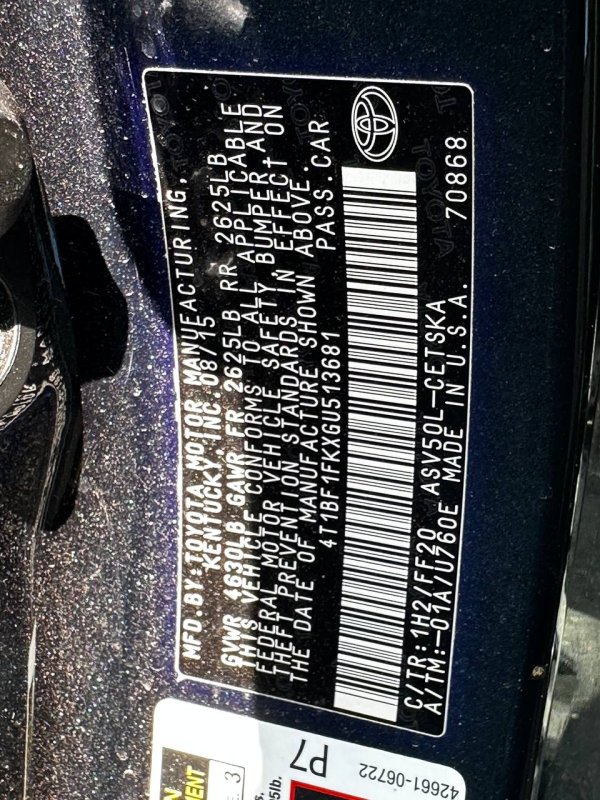 MFD.BY:TOYOTA MOTOR MANUFACTURING,
KENTUCKY, INC. 08/15
GVWR 4630LB GAWR FR 2625LB RR 2625LB
THIS VEHICLE CONFORMS TO ALL APPLICABLE
FEDERAL MOTOR VEHICLE SAFETY, BUMPER, AND
THEFT PREVENTION STANDARDS IN EFFECT ON
THE DATE OF MANUFACTURE SHOWN ABOVE.
4T1BF1FKXGU513681 PASS.CAR
C/TR:1H2/FF20 ASV50L-CETSKA 70868
A/TM:-01A/U760E MADE IN U.S.A.
TOYOTA
P7
42661-06722